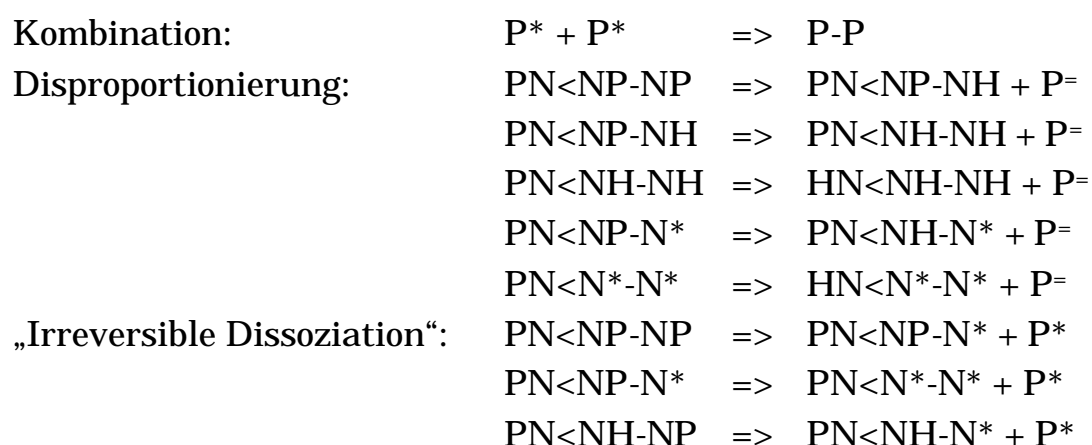 Kombination: P* + P* => P-P
Disproportionierung: PN<NP-NP => PN<NP-NH + P=
PN<NP-NH => PN<NH-NH + P=
PN<NH-NH => HN<NH-NH + P=
PN<NP-N* => PN<NH-N* + P=
PN<N*-N* => HN<N*-N* + P=
„Irreversible Dissoziation“: PN<NP-NP => PN<NP-N* + P*
PN<NP-N* => PN<N*-N* + P*
PN<NH-NP => PN<NH-N* + P*